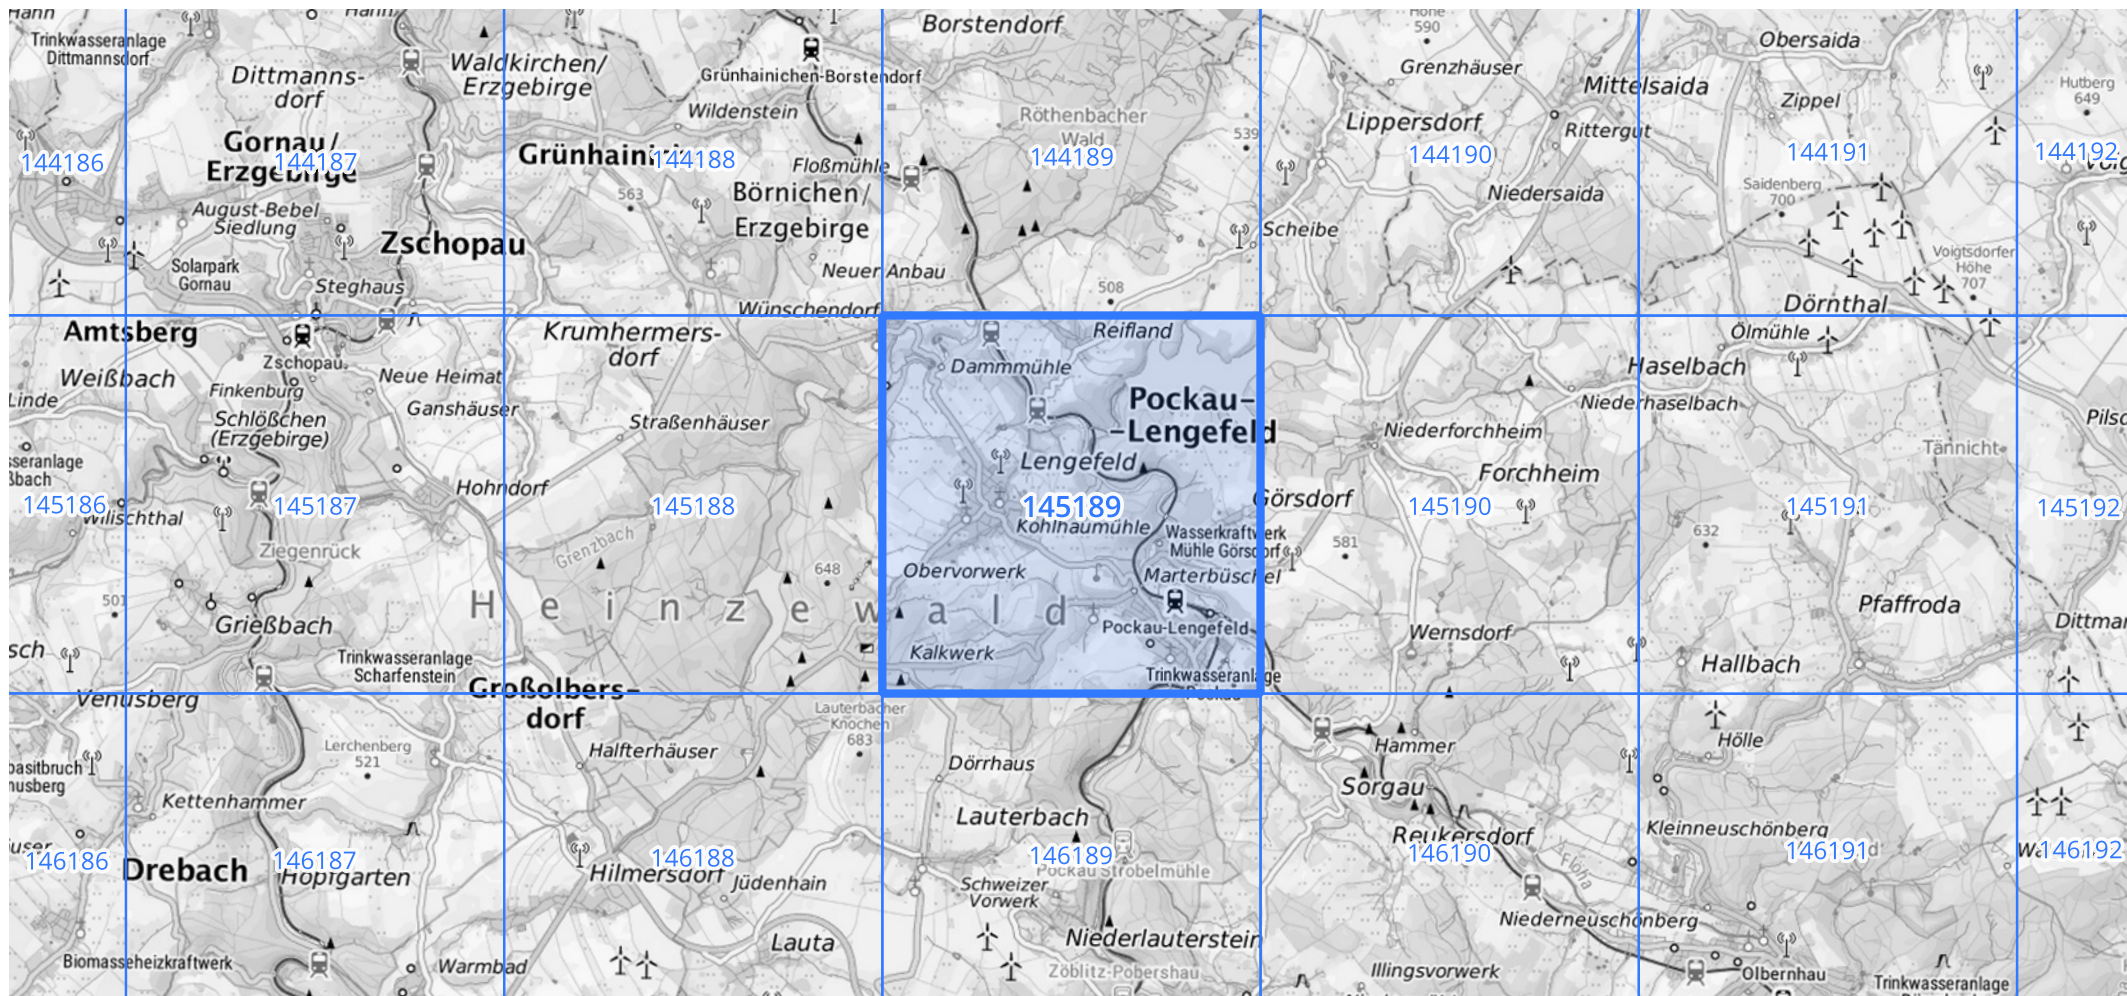 Hann
Trinkwasseranlage
Dittmannsdorf
Dittmanns-
dorf
Waldkirchen/
Erzgebirge
Grünhainichen-Borstendorf
Wildenstein
Borstendorf
Röthenbacher
Wald
539
Höhe
590
Grenzhäuser
Mittelsaida
Obersaida
Zippel
Hutberg
649
Gornau/
Erzgebirge
Lippersdorf
Rittergut
144186
144187
144188
144189
144190
144191
144192
Floßmühle
563
Börnichen/
Erzgebirge
August-Bebel
Siedlung
Zschopau
Solarpark
Gornau
Steghaus
Neuer Anbau
Wünschendorf
508
Scheibe
Niedersaida
Saidenberg
700
Voigtsdorfer
Höhe
707
Dörnthal
Amtsberg
Zschopau
Weißbach
Linde
Finkenburg
Neue Heimat
Ganshäuser
Schlößchen
(Erzgebirge)
Krumhermers-
dorf
Straßenhäuser
Reifland
Dammmühle
Pockau-
-Lengefeld
Lengefeld
Ölmühle
Haselbach
Niederhaselbach
Niederforchheim
Forchheim
Tännicht
Görsdorf
Hohndorf
Wilischthal
145186
145187
145188
145189
145190
145191
145192
Kohlhaumühle
Wasserkraftwerk
Mühle Görsdorf
Ziegenrück
Grenzbach
648
581
632
501
Obervorwerk
Marterbüschel
Heinzewald
Pockau-Lengefeld
Kalkwerk
Trinkwasseranlage
Pockau
Grießbach
Trinkwasseranlage
Scharfenstein
Wernsdorf
Pfaffroda
Hallbach
Venusberg
Großolbers-
dorf
Lauterbacher
Knochen
683
Halfterhäuser
Lerchenberg
521
Kettenhammer
Dörrhaus
Lauterbach
Hammer
Sorgau
Reukersdorf
Hölle
Kleinneuschönberg
146186
146187
146188
146189
146190
146191
146192
Drebach
Hopfgarten
Hilmersdorf
Jüdenhain
Pockau Strobelmühle
Schweizer
Vorwerk
Flöha
Niederneuschönberg
Biomasseheizkraftwerk
Warmbad
Lauta
Niederlauterstein
Zöblitz-Pobershau
Illingsvorwerk
Olbernhau
Trinkwasseranlage